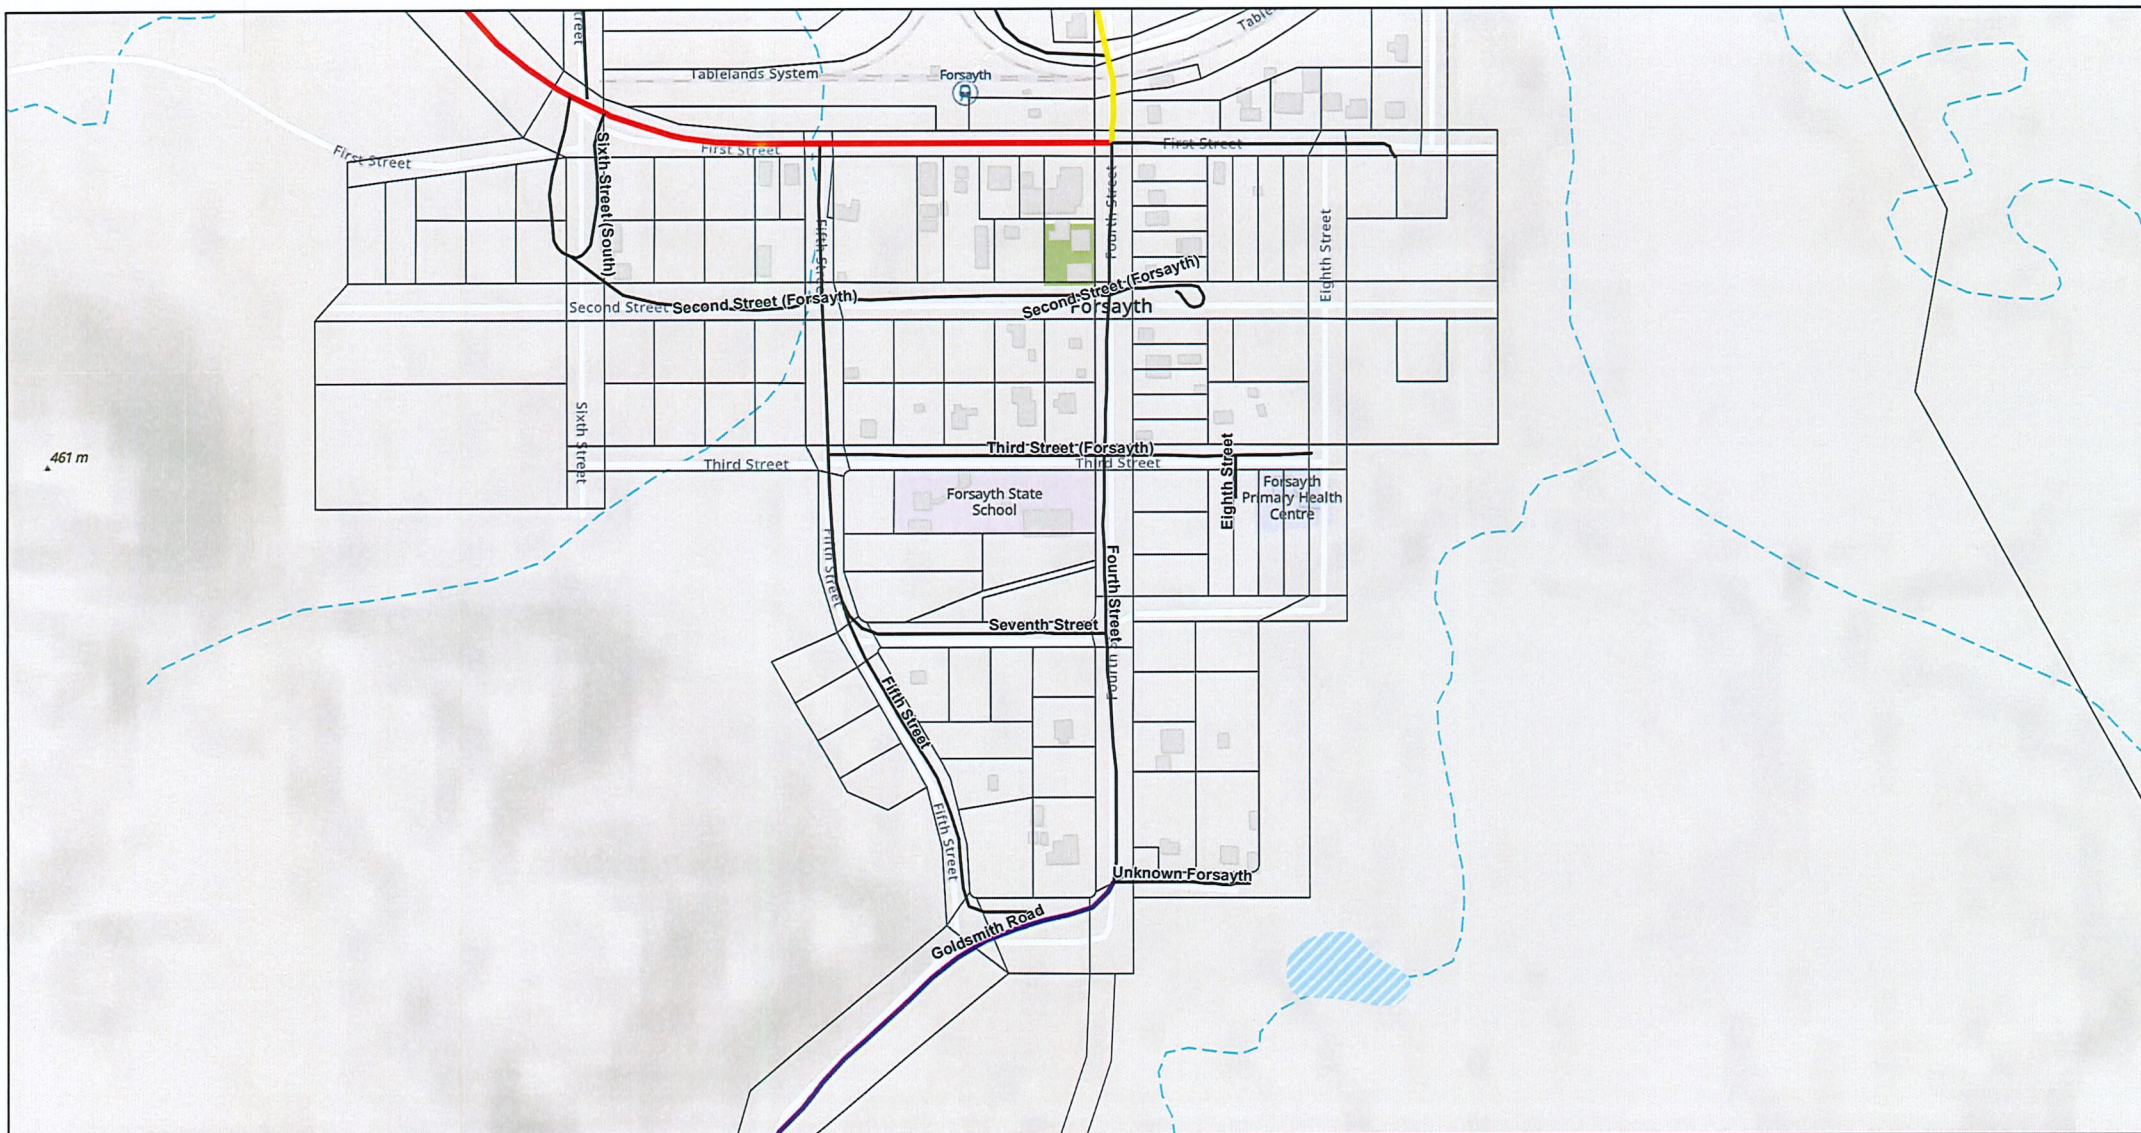 treet
Table
Tablelands System
Forsayth
First Street
First Street
First Street
Sixth Street (South)
Fourth Street
Fifth Street
Eighth Street
Second Street (Forsayth)
Second Street
Second Street (Forsayth)
Forsayth
Sixth Street
461 m
Third Street (Forsayth)
Third Street
Third Street
Eighth Street
Forsayth State
School
Forsayth
Primary Health
Centre
Fifth Street
Fourth Street
Seventh Street
Fourth
Fifth Street
Fifth Street
Unknown Forsayth
Goldsmith Road